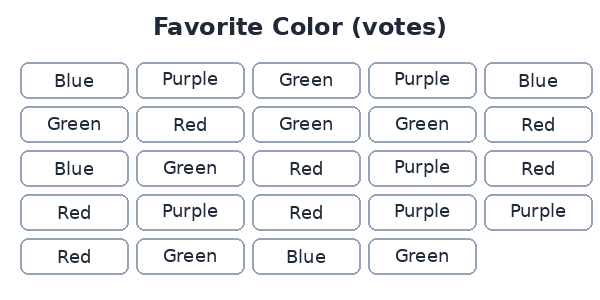 Favorite Color (votes)
Blue Purple Green Purple Blue
Green Red Green Green Red
Blue Green Red Purple Red
Red Purple Red Purple Purple
Red Green Blue Green